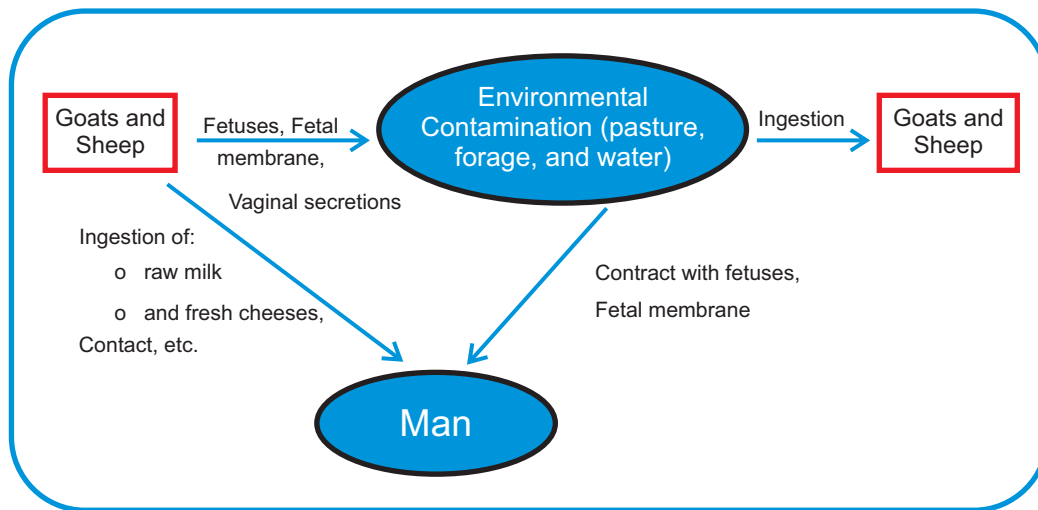 Goats and
Sheep
Fetuses, Fetal
membrane,
Vaginal secretions
Environmental
Contamination (pasture,
forage, and water)
Ingestion
Goats and
Sheep
Ingestion of:
o raw milk
o and fresh cheeses,
Contact, etc.
Contract with fetuses,
Fetal membrane
Man